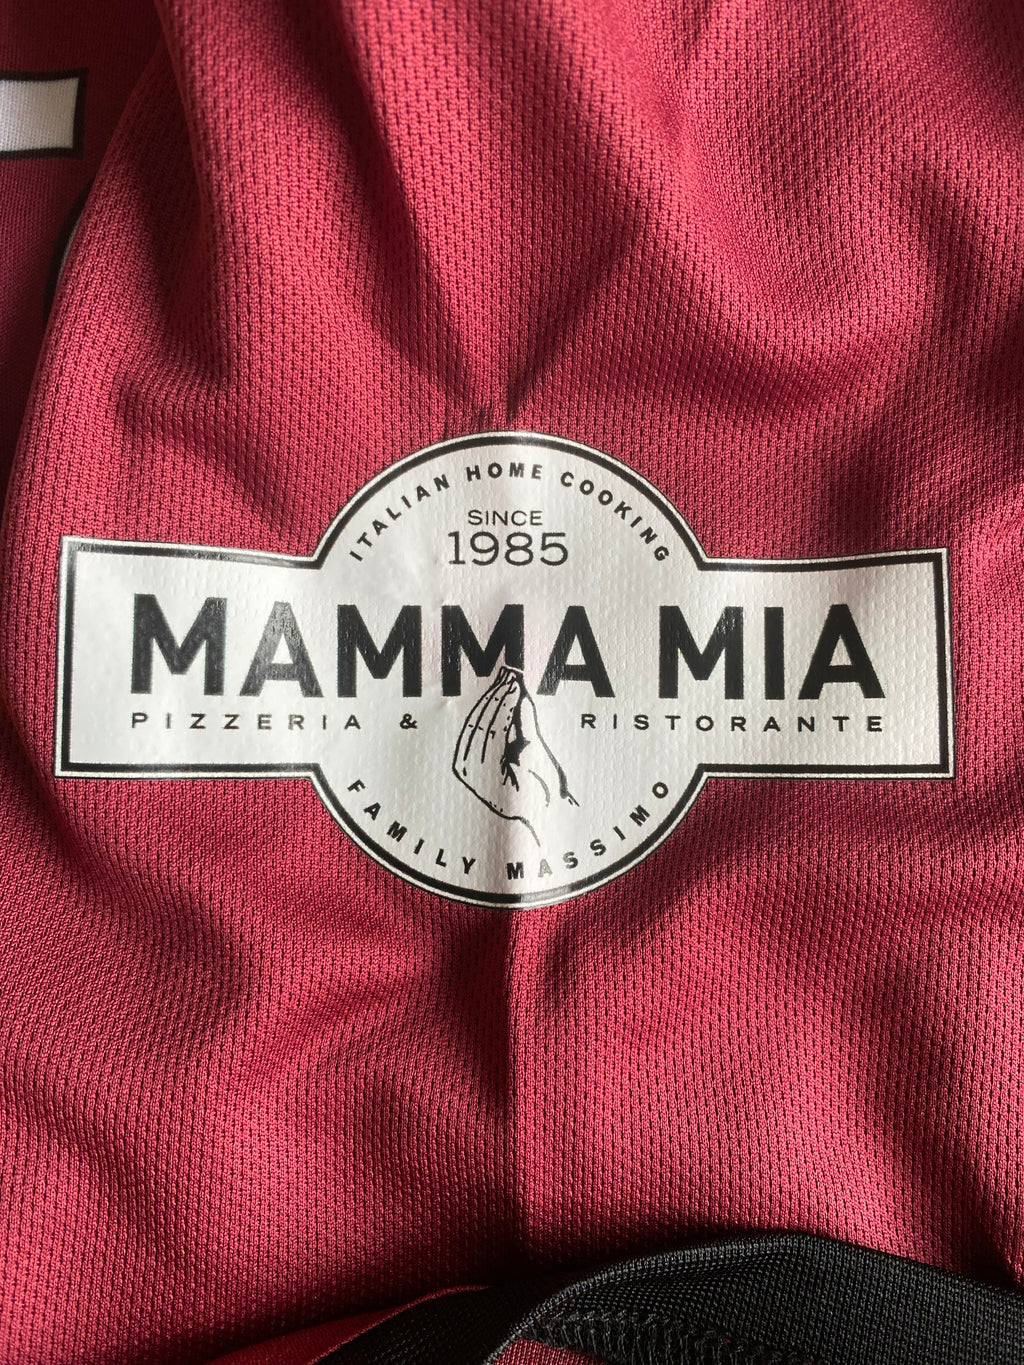 ITALIAN HOME COOKING
SINCE
1985
MAMMA MIA
PIZZERIA & RISTORANTE
FAMILY MASSIMO